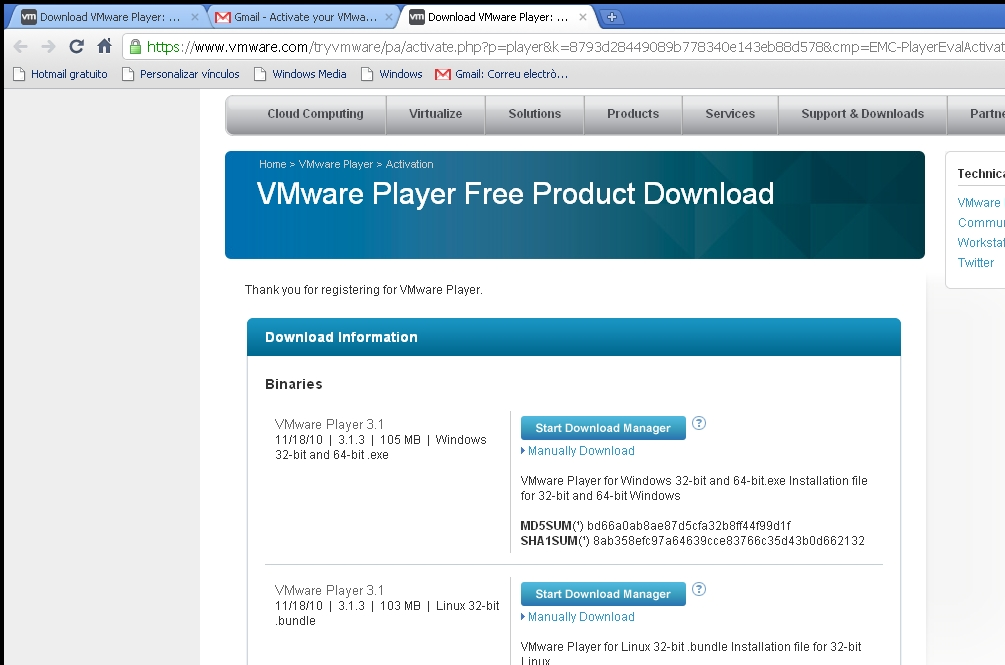 Download VMware Player: ...
Gmail - Activate your VMwa...
Download VMware Player: ...
https://www.vmware.com/tryvmware/pa/activate.php?p=player&k=8793d28449089b778340e143eb88d578&cmp=EMC-PlayerEvalActivat
Hotmail gratuito
Personalizar vínculos
Windows Media
Windows
Gmail: Correu electrò...
Cloud Computing
Virtualize
Solutions
Products
Services
Support & Downloads
Partne
Home > VMware Player > Activation
VMware Player Free Product Download
Technica
VMware
Commun
Workstat
Twitter
Thank you for registering for VMware Player.
Download Information
Binaries
VMware Player 3.1
11/18/10 | 3.1.3 | 105 MB | Windows
32-bit and 64-bit .exe
Start Download Manager ?
Manually Download
VMware Player for Windows 32-bit and 64-bit.exe Installation file
for 32-bit and 64-bit Windows
MD5SUM(') bd66a0ab8ae87d5cfa32b8ff44f99d1f
SHA1SUM(') 8ab358efc97a64639cce83766c35d43b0d662132
VMware Player 3.1
11/18/10 | 3.1.3 | 103 MB | Linux 32-bit
.bundle
Start Download Manager ?
Manually Download
VMware Player for Linux 32-bit .bundle Installation file for 32-bit
Linux